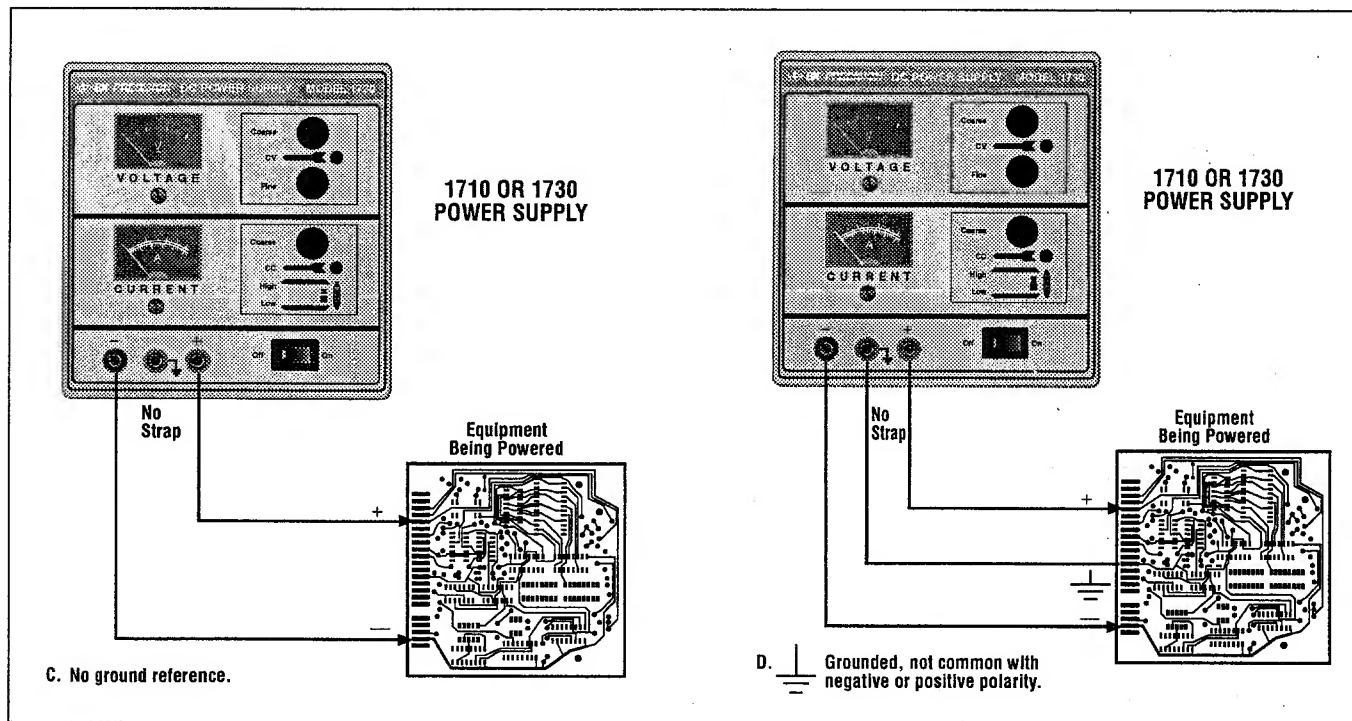 DC POWER SUPPLY MODEL
VOLTAGE
Coarse
CV
Fine
CURRENT
Coarse
CC
High
Low
A
- +
Off On
1710 OR 1730
POWER SUPPLY
No
Strap
Equipment
Being Powered
+
—
C. No ground reference.
DC POWER SUPPLY MODEL
VOLTAGE
Coarse
CV
Fine
CURRENT
Coarse
CC
High
Low
A
- +
Off On
1710 OR 1730
POWER SUPPLY
No
Strap
Equipment
Being Powered
+
—
D. Grounded, not common with
negative or positive polarity.